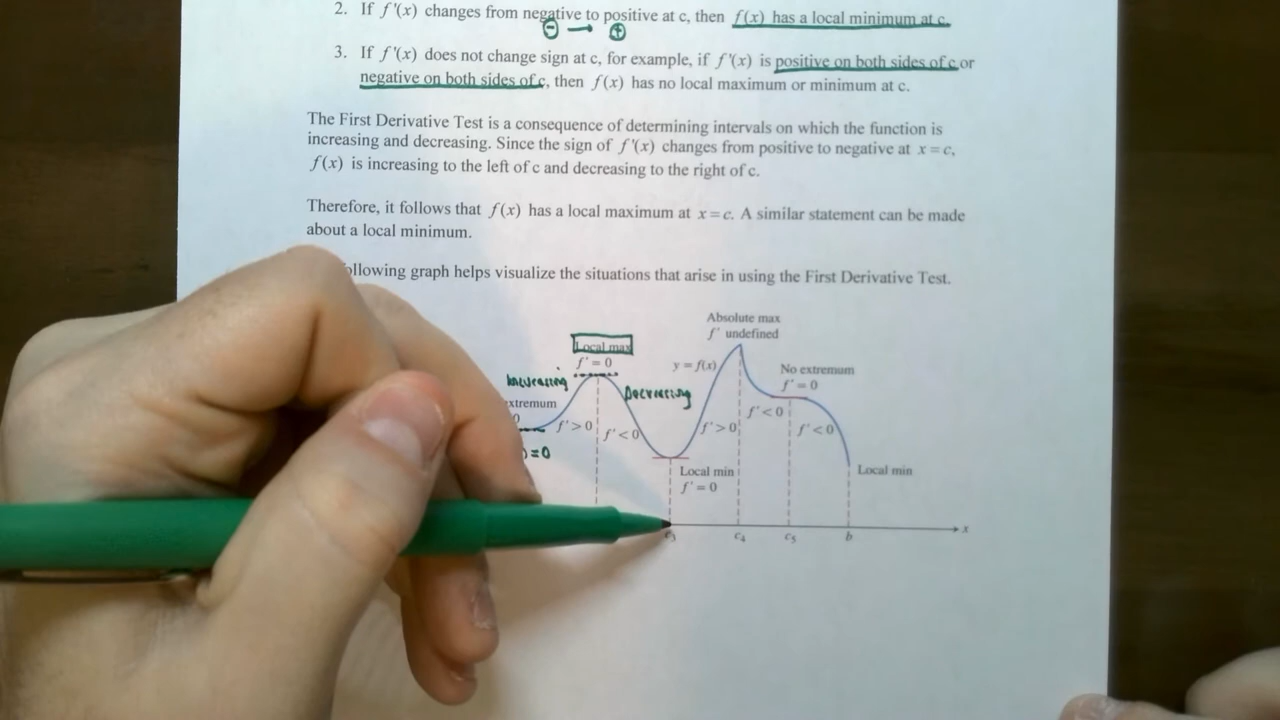 2. If f'(x) changes from negative to positive at c, then f(x) has a local minimum at c.
⊖ → ⊕
3. If f'(x) does not change sign at c, for example, if f'(x) is positive on both sides of c or
negative on both sides of c, then f(x) has no local maximum or minimum at c.
The First Derivative Test is a consequence of determining intervals on which the function is
increasing and decreasing. Since the sign of f'(x) changes from positive to negative at x = c,
f(x) is increasing to the left of c and decreasing to the right of c.
Therefore, it follows that f(x) has a local maximum at x = c. A similar statement can be made
about a local minimum.
graph helps visualize the situations that arise in using the First Derivative Test.
Absolute max
f' undefined
Local max
f' = 0
y = f(x)
No extremum
f' = 0
Increasing
Decreasing
f' > 0
f' < 0
f' > 0
f' < 0
f' < 0
= 0
Local min
f' = 0
Local min
c₃
c₄
c₅
b
x